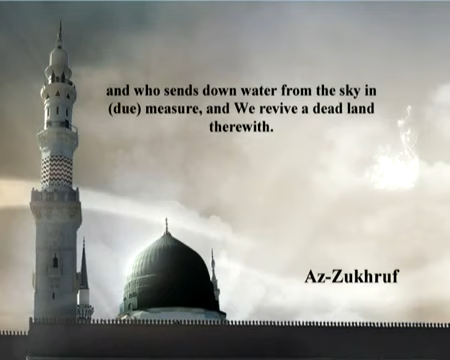 and who sends down water from the sky in
(due) measure, and We revive a dead land
therewith.
Az-Zukhruf